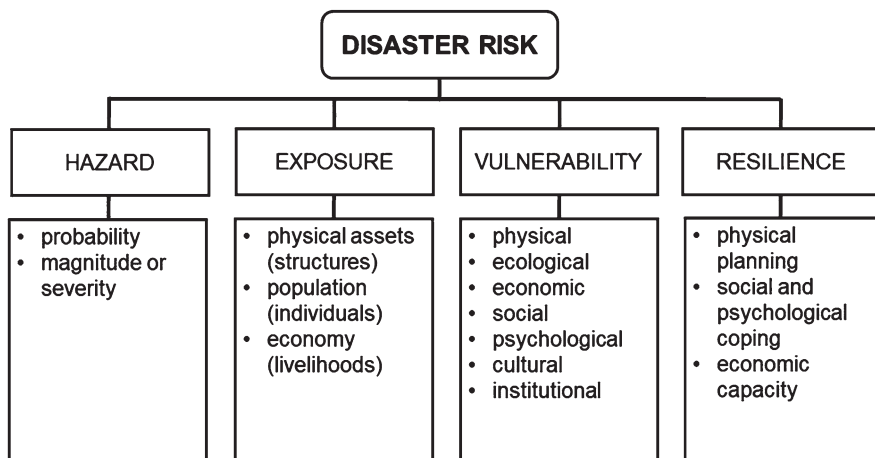 DISASTER RISK
HAZARD
• probability
• magnitude or
severity
EXPOSURE
• physical assets
(structures)
• population
(individuals)
• economy
(livelihoods)
VULNERABILITY
• physical
• ecological
• economic
• social
• psychological
• cultural
• institutional
RESILIENCE
• physical
planning
• social and
psychological
coping
• economic
capacity